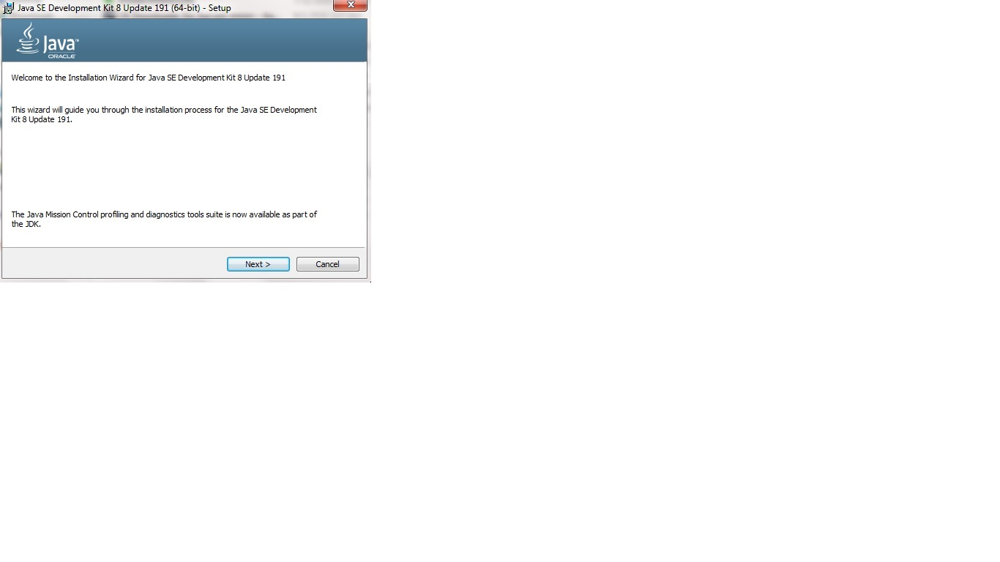 Java SE Development Kit 8 Update 191 (64-bit) - Setup
Java™
ORACLE
Welcome to the Installation Wizard for Java SE Development Kit 8 Update 191
This wizard will guide you through the installation process for the Java SE Development
Kit 8 Update 191.
The Java Mission Control profiling and diagnostics tools suite is now available as part of
the JDK.
Next >
Cancel